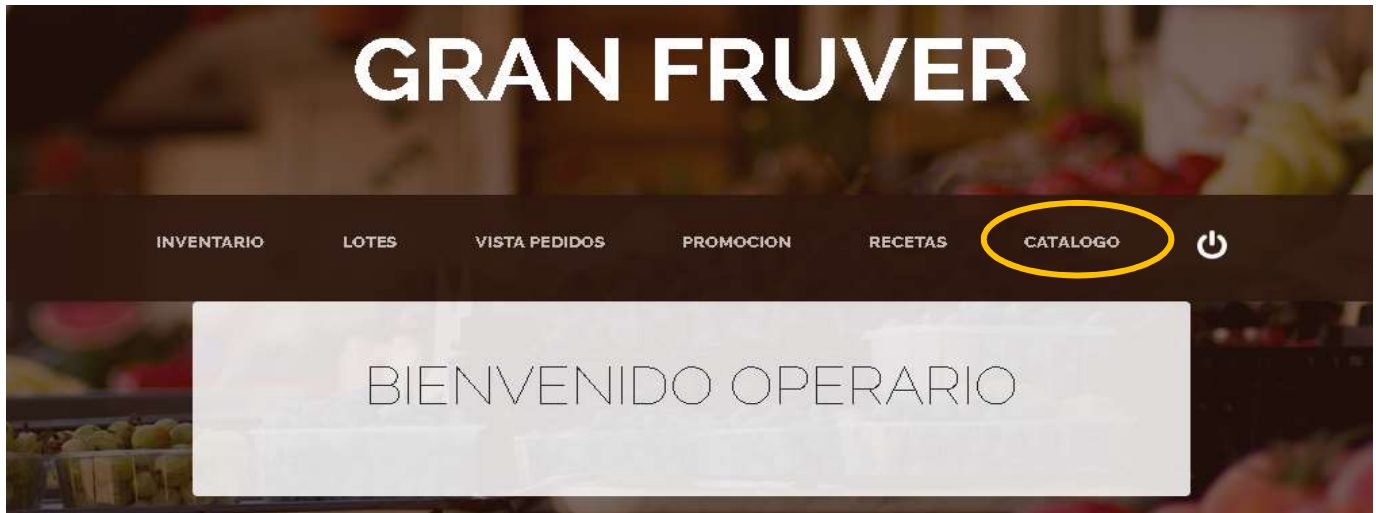 GRAN FRUVER
INVENTARIO LOTES VISTA PEDIDOS PROMOCION RECETAS CATALOGO
BIENVENIDO OPERARIO